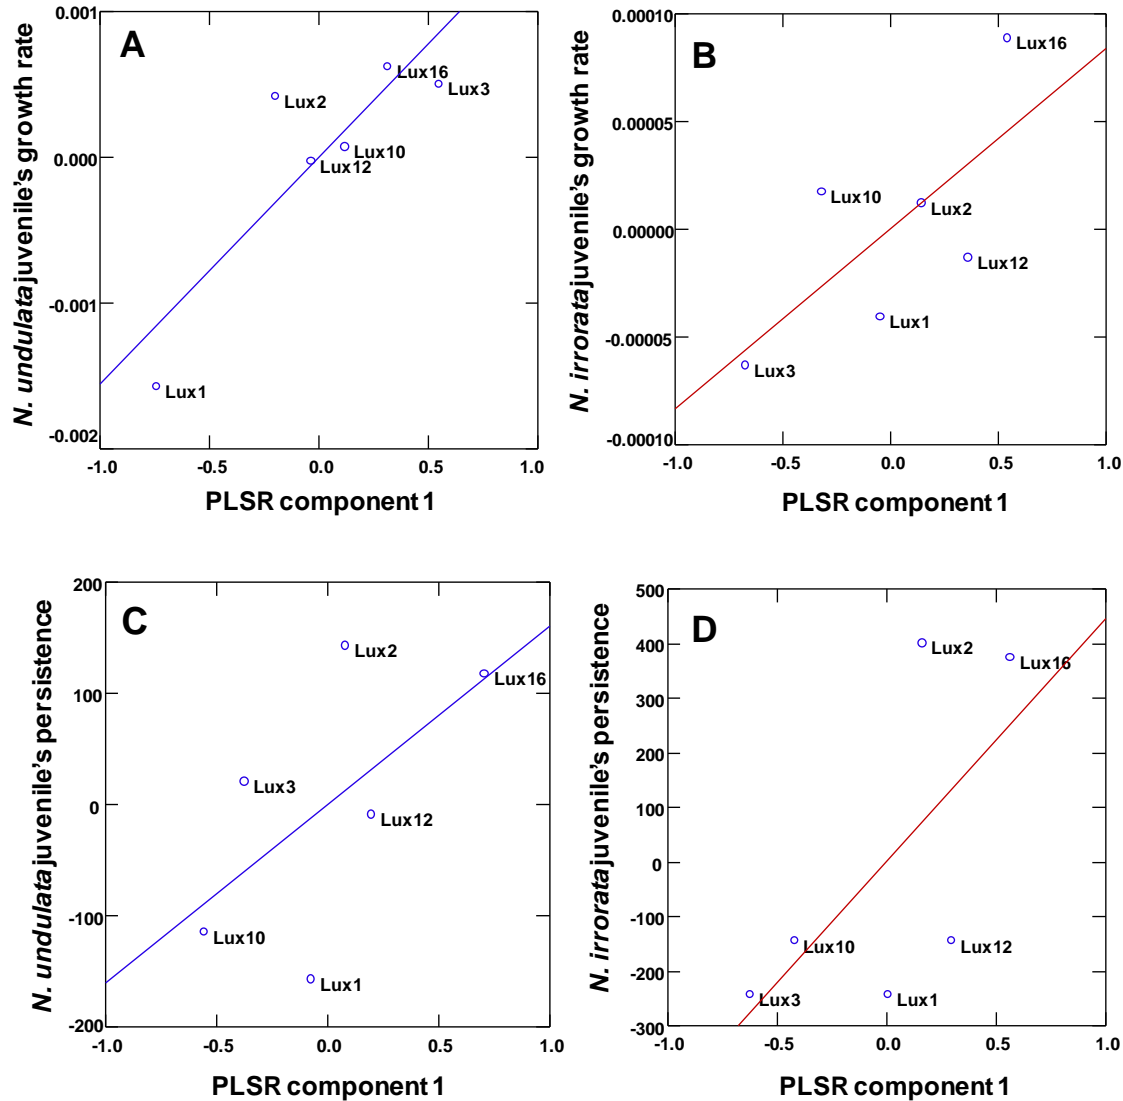 A
N. undulata juvenile's growth rate
0.001
0.000
-0.001
-0.002
Lux16
Lux3
Lux2
Lux10
Lux12
Lux1
-1.0 -0.5 0.0 0.5 1.0
PLSR component 1
B
N. irrorata juvenile's growth rate
0.00010
0.00005
0.00000
-0.00005
-0.00010
Lux16
Lux10
Lux2
Lux12
Lux1
Lux3
-1.0 -0.5 0.0 0.5 1.0
PLSR component 1
C
N. undulata juvenile's persistence
200
100
0
-100
-200
Lux2
Lux16
Lux3
Lux12
Lux10
Lux1
-1.0 -0.5 0.0 0.5 1.0
PLSR component 1
D
N. irrorata juvenile's persistence
500
400
300
200
100
0
-100
-200
-300
Lux2
Lux16
Lux10
Lux12
Lux3
Lux1
-1.0 -0.5 0.0 0.5 1.0
PLSR component 1